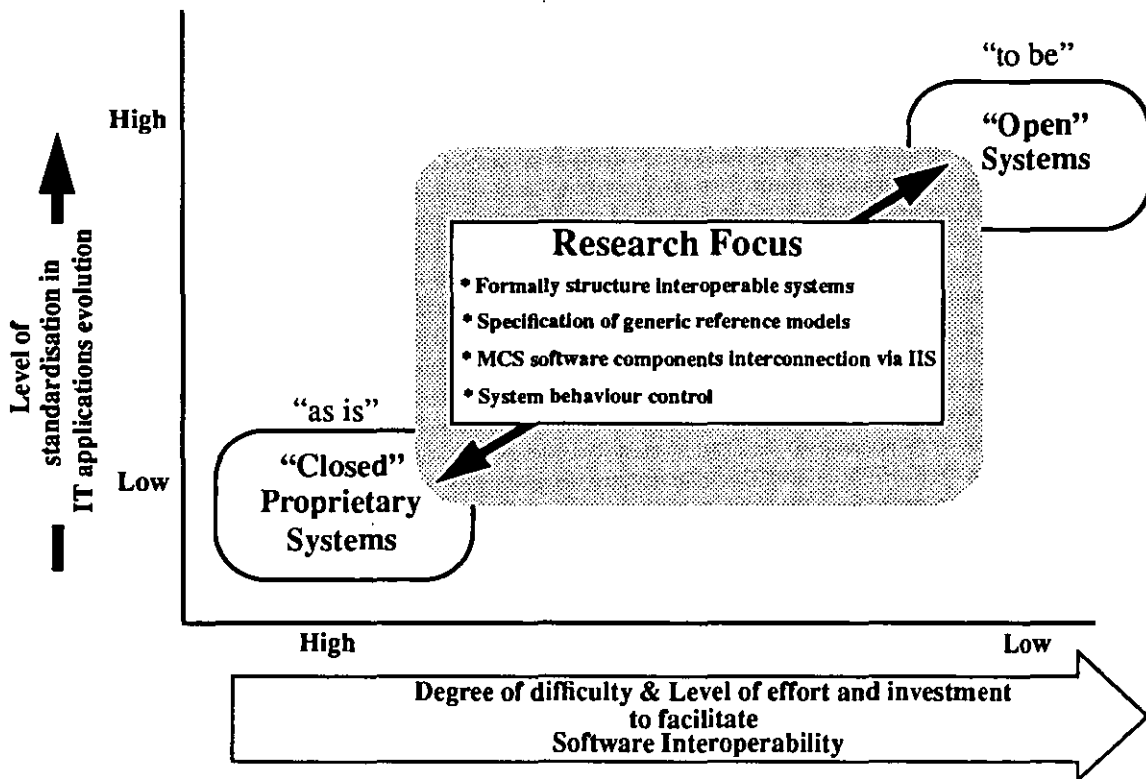 “to be”
“Open”
Systems
High
Level of
standardisation in
IT applications evolution
Research Focus
* Formally structure interoperable systems
* Specification of generic reference models
* MCS software components interconnection via IIS
* System behaviour control
“as is”
“Closed”
Proprietary
Systems
Low
High
Low
Degree of difficulty & Level of effort and investment
to facilitate
Software Interoperability